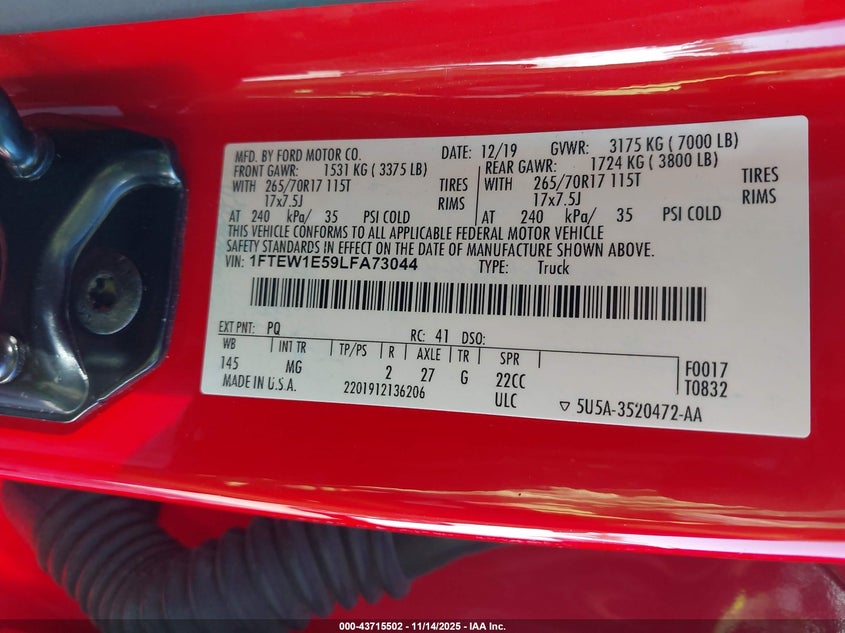 MFD. BY FORD MOTOR CO. DATE: 12/19 GVWR: 3175 KG ( 7000 LB)
FRONT GAWR: 1531 KG ( 3375 LB) REAR GAWR: 1724 KG ( 3800 LB)
WITH 265/70R17 115T TIRES WITH 265/70R17 115T TIRES
17x7.5J RIMS 17x7.5J RIMS
AT 240 kPa/ 35 PSI COLD AT 240 kPa/ 35 PSI COLD
THIS VEHICLE CONFORMS TO ALL APPLICABLE FEDERAL MOTOR VEHICLE
SAFETY STANDARDS IN EFFECT ON THE DATE OF MANUFACTURE SHOWN ABOVE.
VIN: 1FTEW1E59LFA73044 TYPE: Truck
EXT PNT: PQ RC: 41 DSO:
WB INT TR TP/PS R AXLE TR SPR F0017
145 MG 2 27 G 22CC T0832
MADE IN U.S.A. 2201912136206 ULC ▽ 5U5A-3520472-AA
000-43715502 - 11/14/2025 - IAA Inc.